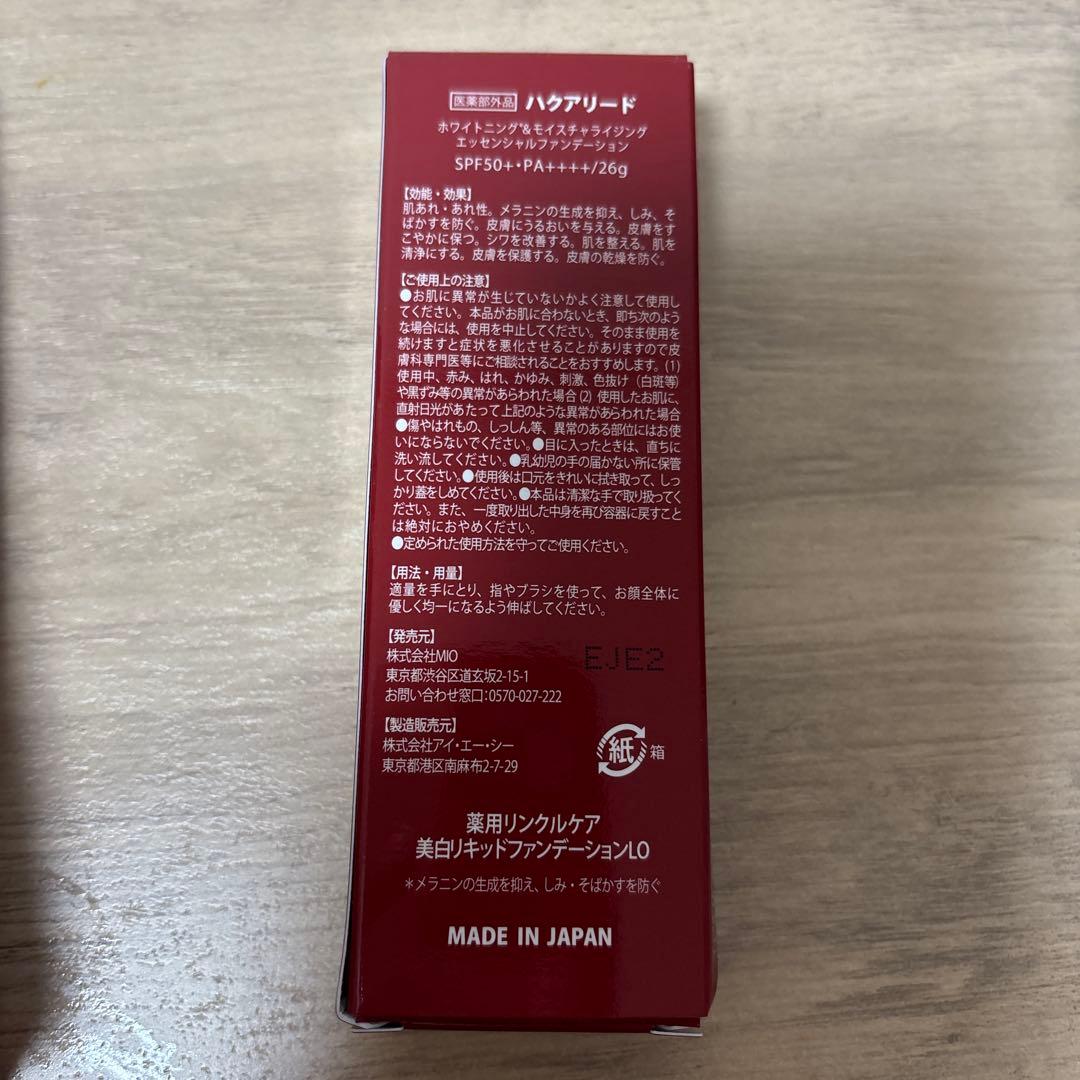 医薬部外品 ハクアリード
ホワイトニング*&モイスチャライジング
エッセンシャルファンデーション
SPF50+・PA++++/26g
【効能・効果】
肌あれ・あれ性。メラニンの生成を抑え、しみ、そ
ばかすを防ぐ。皮膚にうるおいを与える。皮膚をす
こやかに保つ。シワを改善する。肌を整える。肌を
清浄にする。皮膚を保護する。皮膚の乾燥を防ぐ。
【ご使用上の注意】
●お肌に異常が生じていないかよく注意して使用し
てください。本品がお肌に合わないとき、即ち次のよう
な場合には、使用を中止してください。そのまま使用を
続けますと症状を悪化させることがありますので皮
膚科専門医等にご相談されることをおすすめします。(1)
使用中、赤み、はれ、かゆみ、刺激、色抜け(白斑等)
や黒ずみ等の異常があらわれた場合(2) 使用したお肌に、
直射日光があたって上記のような異常があらわれた場合
●傷やはれもの、しっしん等、異常のある部位にはお使
いにならないでください。●目に入ったときは、直ちに
洗い流してください。●乳幼児の手の届かない所に保管
してください。●使用後は口元をきれいに拭き取って、しっ
かり蓋をしめてください。●本品は清潔な手で取り扱ってく
ださい。また、一度取り出した中身を再び容器に戻すこと
は絶対におやめください。
●定められた使用方法を守ってご使用ください。
【用法・用量】
適量を手にとり、指やブラシを使って、お顔全体に
優しく均一になるよう伸ばしてください。
【発売元】
株式会社MIO
東京都渋谷区道玄坂2-15-1
お問い合わせ窓口:0570-027-222
EJE2
【製造販売元】
株式会社アイ・エー・シー
東京都港区南麻布2-7-29
紙 箱
薬用リンクルケア
美白リキッドファンデーションLO
*メラニンの生成を抑え、しみ・そばかすを防ぐ
MADE IN JAPAN